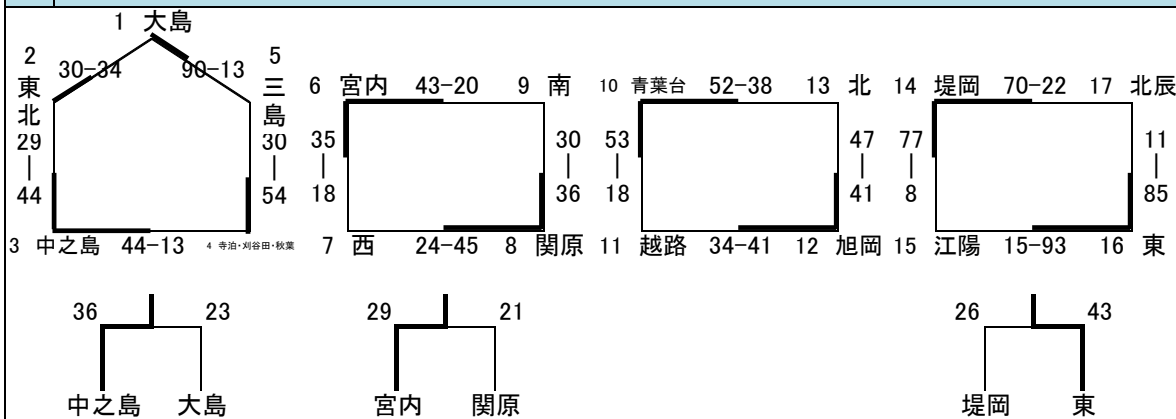 1 大島
2 東北
5 三島
30-34
90-13
29 | 44
30 | 54
3 中之島 44-13 4 寺泊・刈谷田・秋葉
6 宮内 43-20 9 南
35 | 18
30 | 36
7 西 24-45 8 関原
10 青葉台 52-38 13 北
53 | 18
47 | 41
11 越路 34-41 12 旭岡
14 堤岡 70-22 17 北辰
77 | 8
11 | 85
15 江陽 15-93 16 東
36 23
中之島 大島
29 21
宮内 関原
26 43
堤岡 東